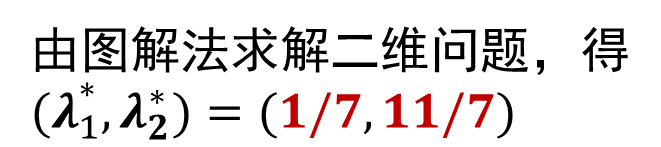 由图解法求解二维问题，得
(λ₁*, λ₂*) = (1/7, 11/7)